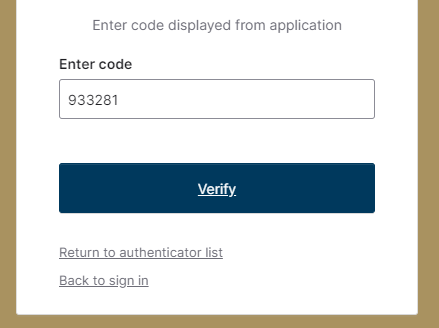 Enter code displayed from application
Enter code
933281
Verify
Return to authenticator list
Back to sign in